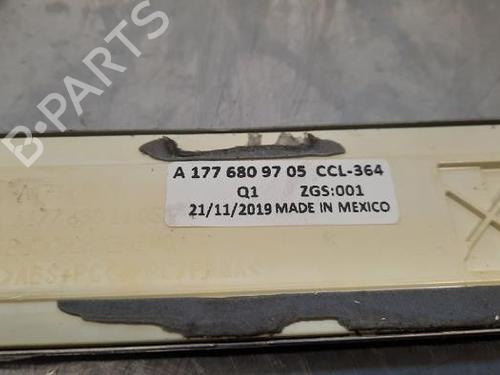 B-PARTS
A 177 680 97 05 CCL-364
Q1 ZGS:001
21/11/2019 MADE IN MEXICO